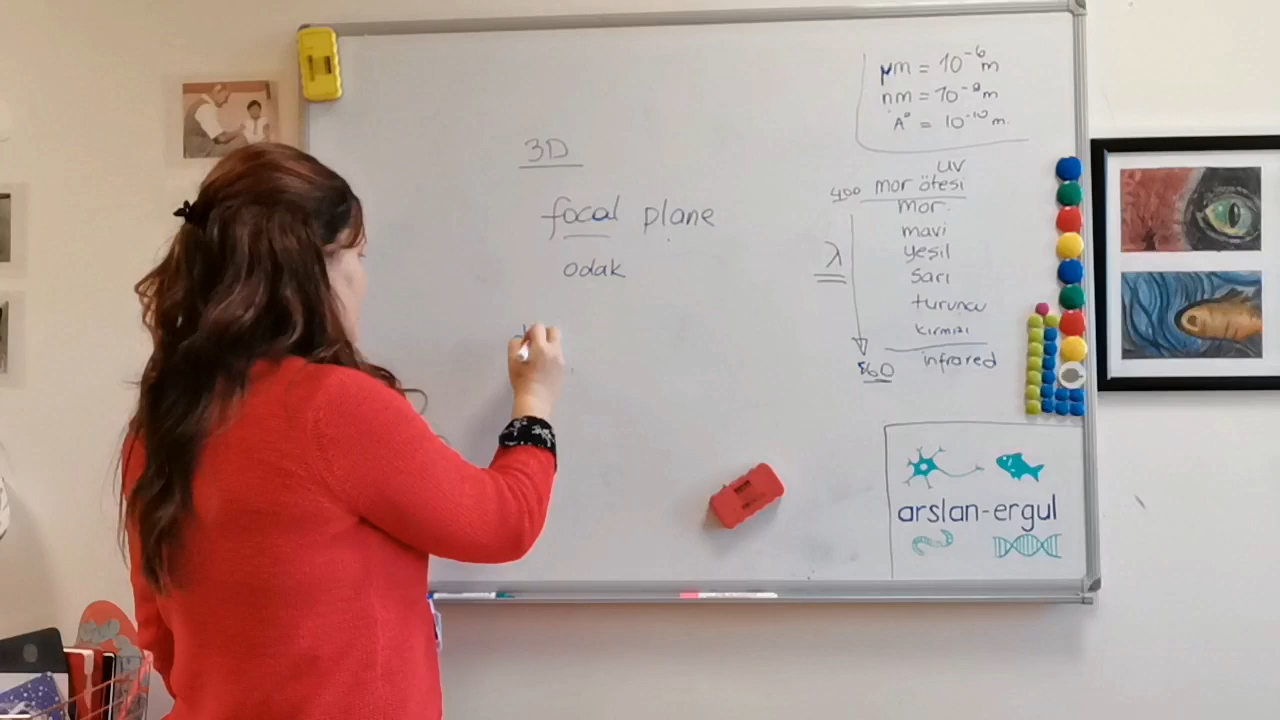 3D
focal plane
odak
µm = 10⁻⁶ m
nm = 10⁻⁹ m
A° = 10⁻¹⁰ m.
UV
400 mor ötesi
mor
mavi
yeşil
λ
sarı
turuncu
kırmızı
infrared
arslan-ergul